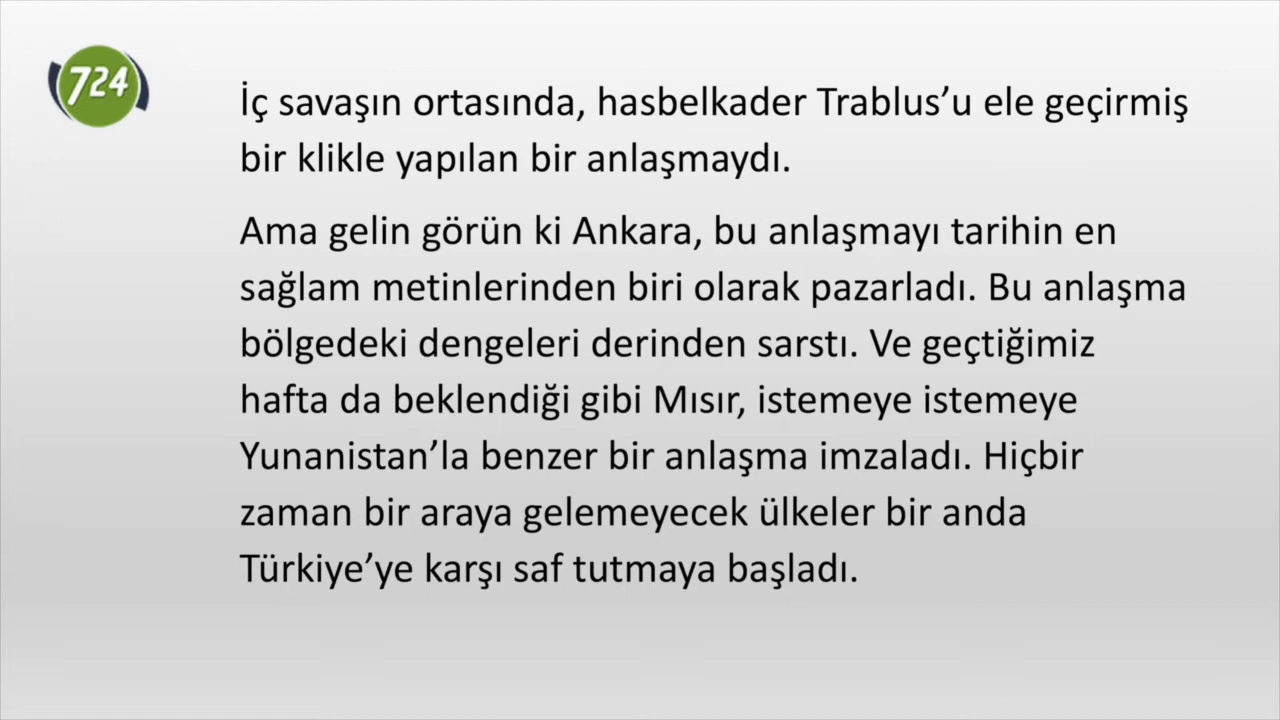 724
İç savaşın ortasında, hasbelkader Trablus’u ele geçirmiş
bir klikle yapılan bir anlaşmaydı.
Ama gelin görün ki Ankara, bu anlaşmayı tarihin en
sağlam metinlerinden biri olarak pazarladı. Bu anlaşma
bölgedeki dengeleri derinden sarstı. Ve geçtiğimiz
hafta da beklendiği gibi Mısır, istemeye istemeye
Yunanistan’la benzer bir anlaşma imzaladı. Hiçbir
zaman bir araya gelemeyecek ülkeler bir anda
Türkiye’ye karşı saf tutmaya başladı.